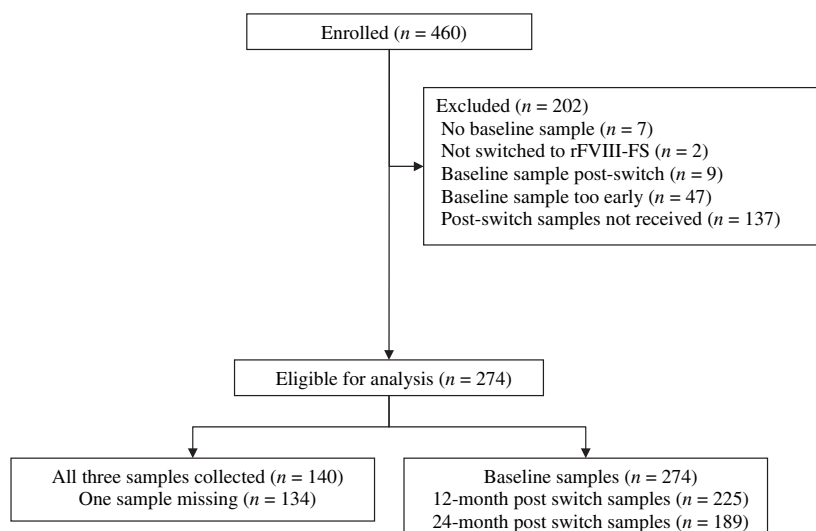 Enrolled (n = 460)
Excluded (n = 202)
No baseline sample (n = 7)
Not switched to rFVIII-FS (n = 2)
Baseline sample post-switch (n = 9)
Baseline sample too early (n = 47)
Post-switch samples not received (n = 137)
Eligible for analysis (n = 274)
All three samples collected (n = 140)
One sample missing (n = 134)
Baseline samples (n = 274)
12-month post switch samples (n = 225)
24-month post switch samples (n = 189)